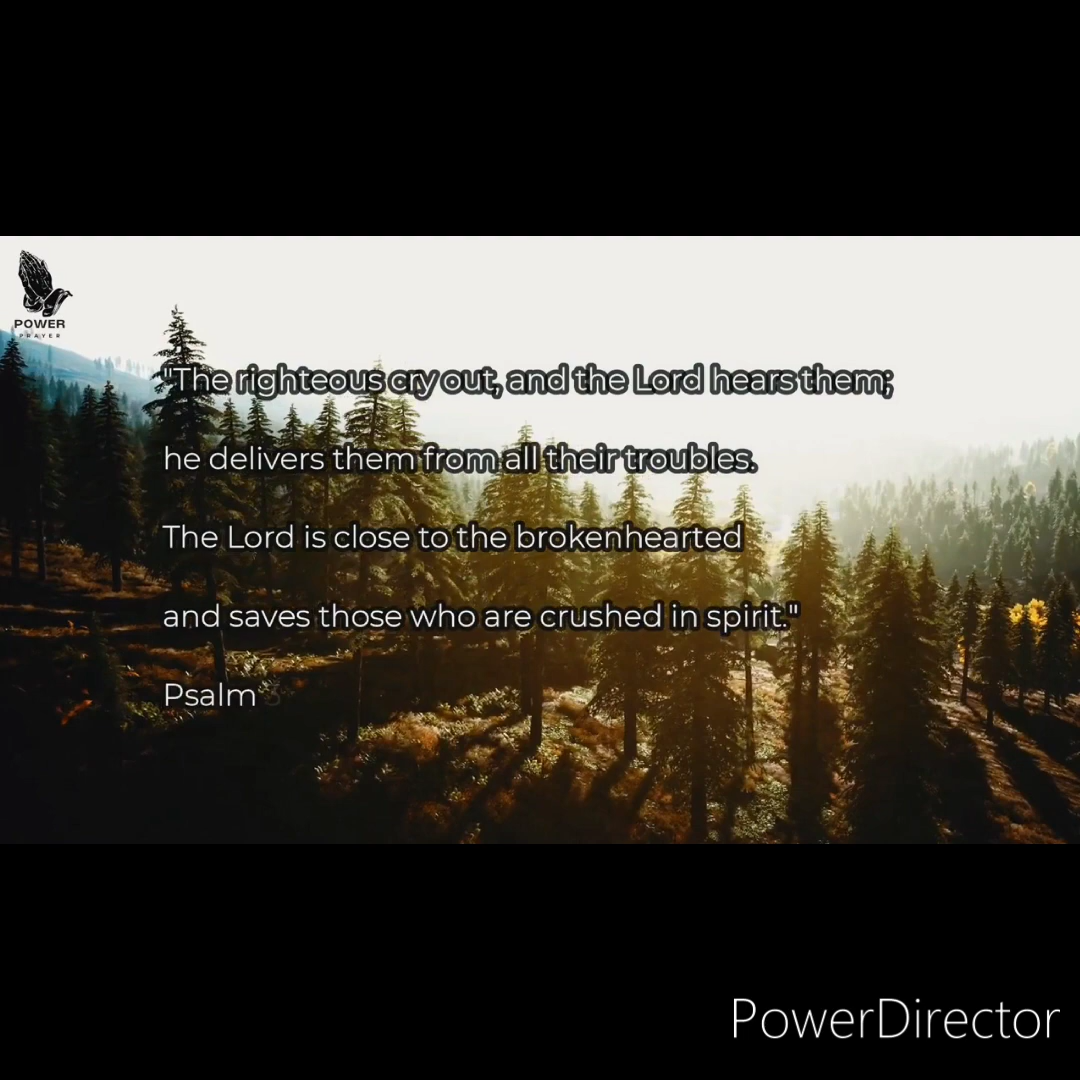 POWER
PRAYER
"The righteous cry out, and the Lord hears them;
he delivers them from all their troubles.
The Lord is close to the brokenhearted
and saves those who are crushed in spirit."
Psalm
PowerDirector